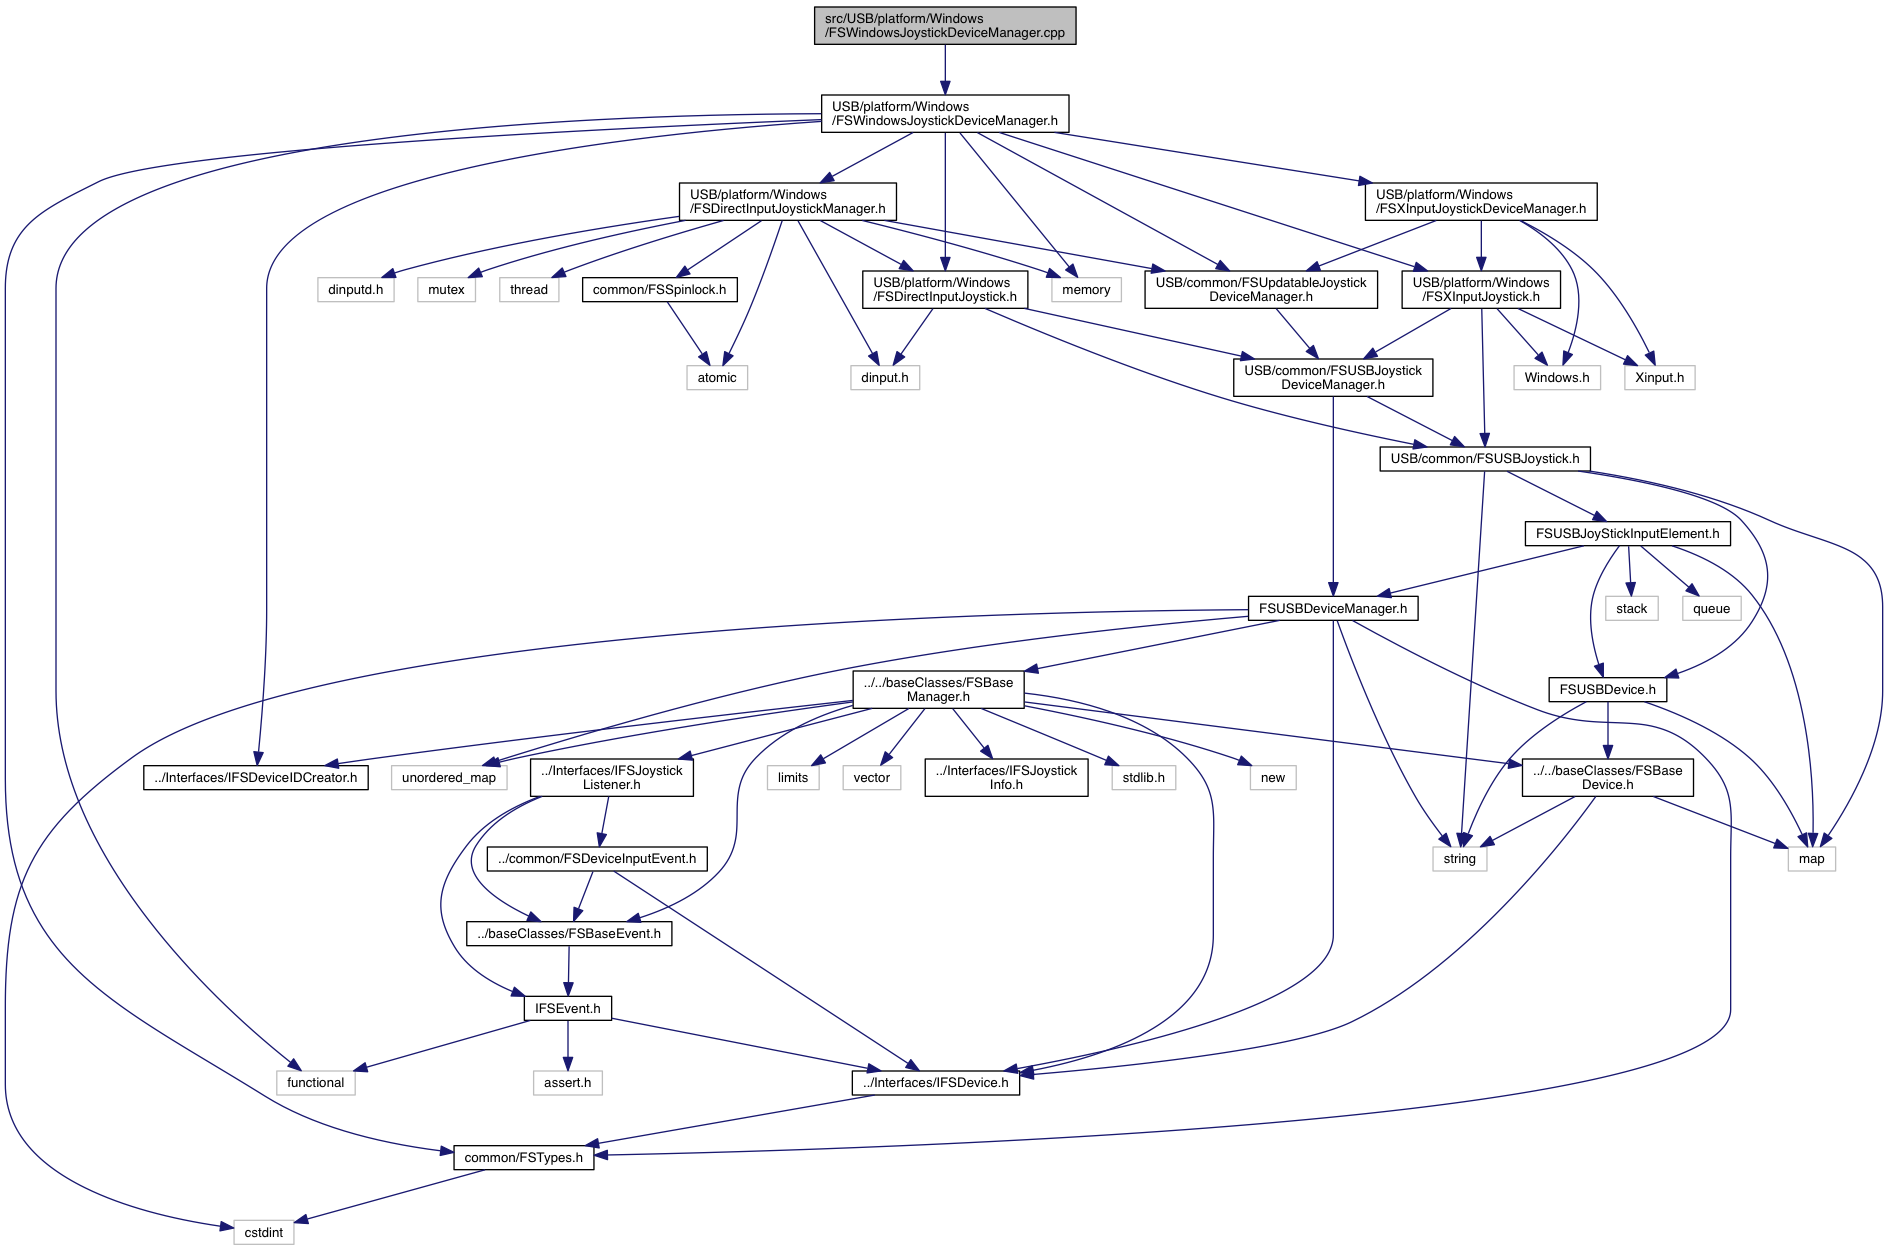 src/USB/platform/Windows
/FSWindowsJoystickDeviceManager.cpp
USB/platform/Windows
/FSWindowsJoystickDeviceManager.h
USB/platform/Windows
/FSDirectInputJoystickManager.h
USB/platform/Windows
/FSXInputJoystickDeviceManager.h
dinputd.h
mutex
thread
common/FSSpinlock.h
USB/platform/Windows
/FSDirectInputJoystick.h
memory
USB/common/FSUpdatableJoystick
DeviceManager.h
USB/platform/Windows
/FSXInputJoystick.h
atomic
dinput.h
USB/common/FSUSBJoystick
DeviceManager.h
Windows.h
Xinput.h
USB/common/FSUSBJoystick.h
FSUSBJoyStickInputElement.h
FSUSBDeviceManager.h
stack
queue
../../baseClasses/FSBase
Manager.h
FSUSBDevice.h
../Interfaces/IFSDeviceIDCreator.h
unordered_map
../Interfaces/IFSJoystick
Listener.h
limits
vector
../Interfaces/IFSJoystick
Info.h
stdlib.h
new
../../baseClasses/FSBase
Device.h
../common/FSDeviceInputEvent.h
string
map
../baseClasses/FSBaseEvent.h
IFSEvent.h
functional
assert.h
../Interfaces/IFSDevice.h
common/FSTypes.h
cstdint